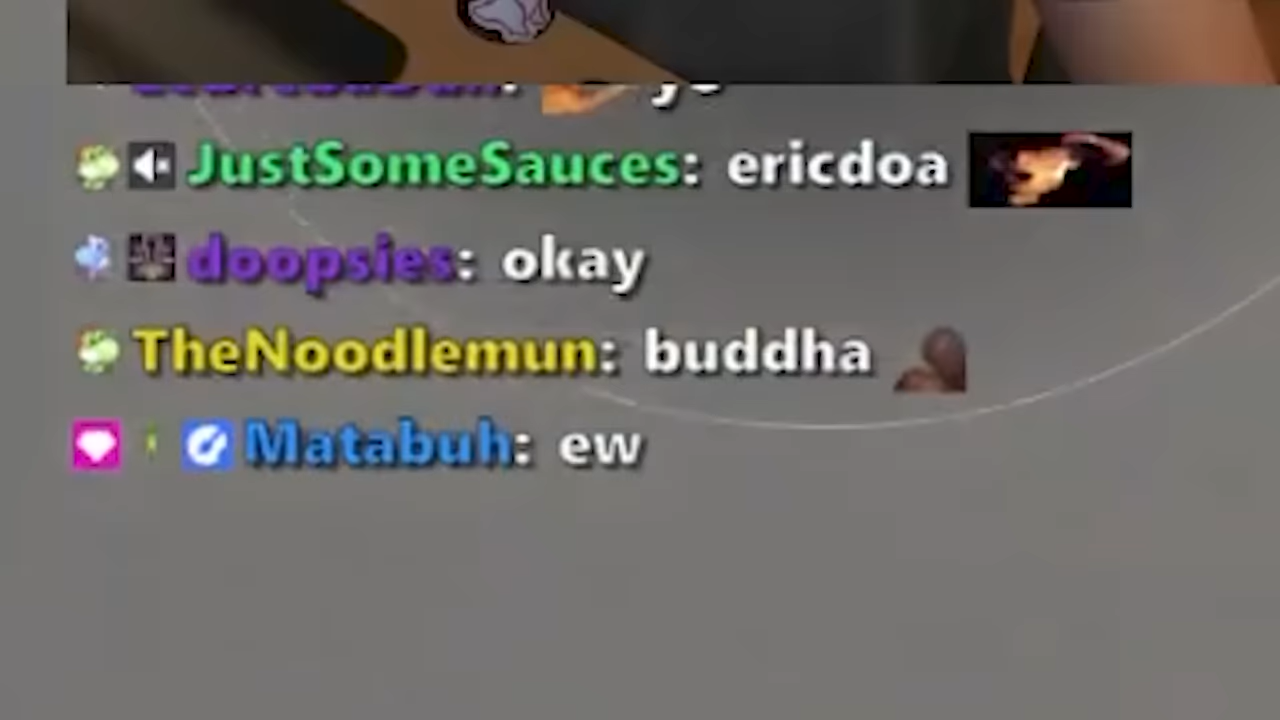 JustSomeSauces: ericdoa
doopsies: okay
TheNoodlemun: buddha
Matabuh: ew